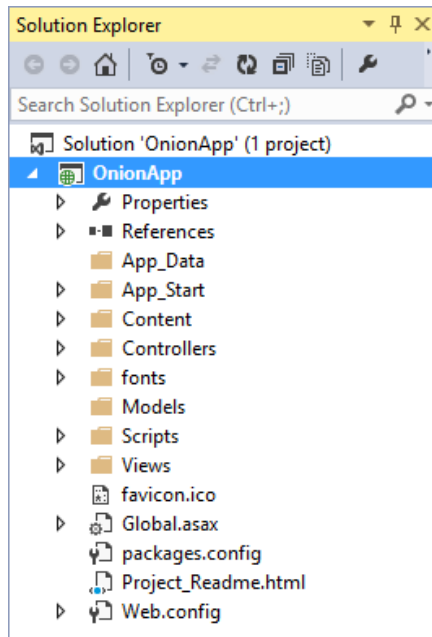 Solution Explorer
Search Solution Explorer (Ctrl+;)
Solution 'OnionApp' (1 project)
OnionApp
Properties
References
App_Data
App_Start
Content
Controllers
fonts
Models
Scripts
Views
favicon.ico
Global.asax
packages.config
Project_Readme.html
Web.config